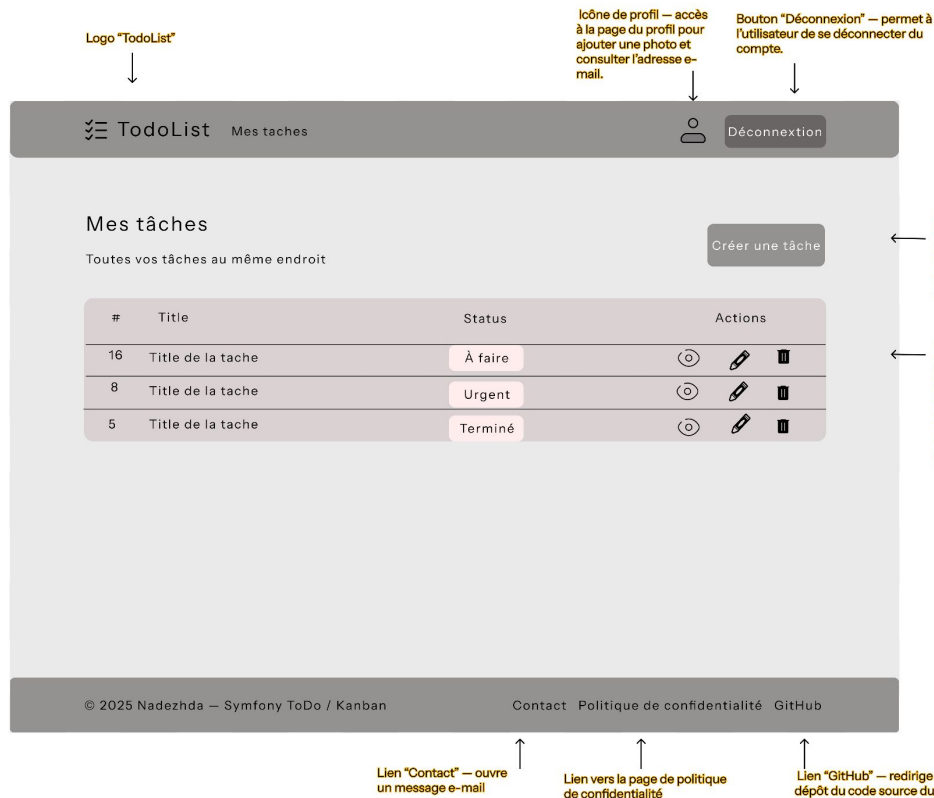 Icône de profil — accès
à la page du profil pour
ajouter une photo et
consulter l'adresse e-
mail.
Bouton “Déconnexion” — permet à
l'utilisateur de se déconnecter du
compte.
Logo “TodoList”
TodoList
Mes taches
Déconnextion
Mes tâches
Créer une tâche
Toutes vos tâches au même endroit
# Title Status Actions
16 Title de la tache À faire
8 Title de la tache Urgent
5 Title de la tache Terminé
© 2025 Nadezhda — Symfony ToDo / Kanban
Contact Politique de confidentialité GitHub
Lien “Contact” — ouvre
un message e-mail
Lien vers la page de politique
de confidentialité
Lien “GitHub” — redirige
dépôt du code source du